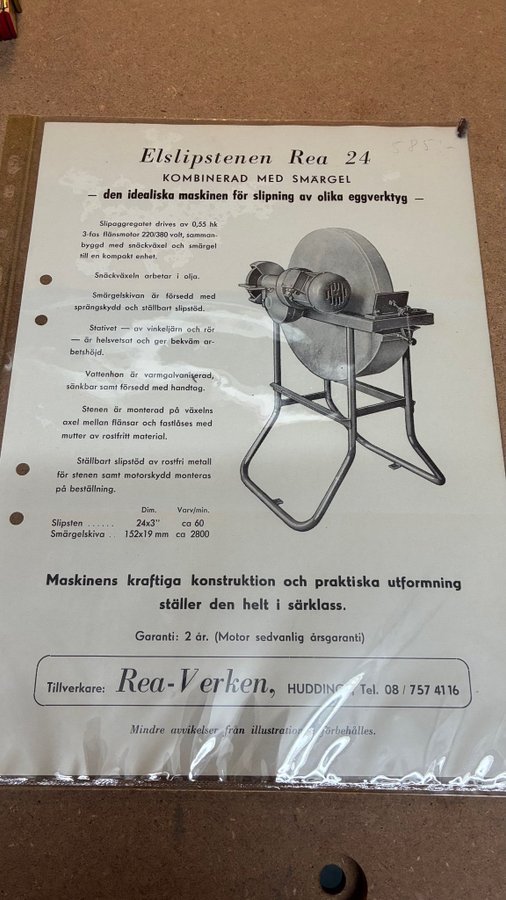 585:-
Elslipstenen Rea 24
KOMBINERAD MED SMÄRGEL
— den idealiska maskinen för slipning av olika eggverktyg —
Slipaggregatet drives av 0,55 hk
3-fas flänsmotor 220/380 volt, samman-
byggd med snäckväxel och smärgel
till en kompakt enhet.
Snäckväxeln arbetar i olja.
Smärgelskivan är försedd med
sprängskydd och ställbart slipstöd.
Stativet — av vinkeljärn och rör
— är helsvetsat och ger bekväm ar-
betshöjd.
Vattenhon är varmgalvaniserad,
sänkbar samt försedd med handtag.
Stenen är monterad på växelns
axel mellan flänsar och fastlåses med
mutter av rostfritt material.
Ställbart slipstöd av rostfri metall
för stenen samt motorskydd monteras
på beställning.
Dim. Varv/min.
Slipsten ...... 24x3" ca 60
Smärgelskiva .. 152x19 mm ca 2800
Maskinens kraftiga konstruktion och praktiska utformning
ställer den helt i särklass.
Garanti: 2 år. (Motor sedvanlig årsgaranti)
Tillverkare: Rea-Verken, Tel. 08/757 41 16
Mindre avvikelser från förbehålles.